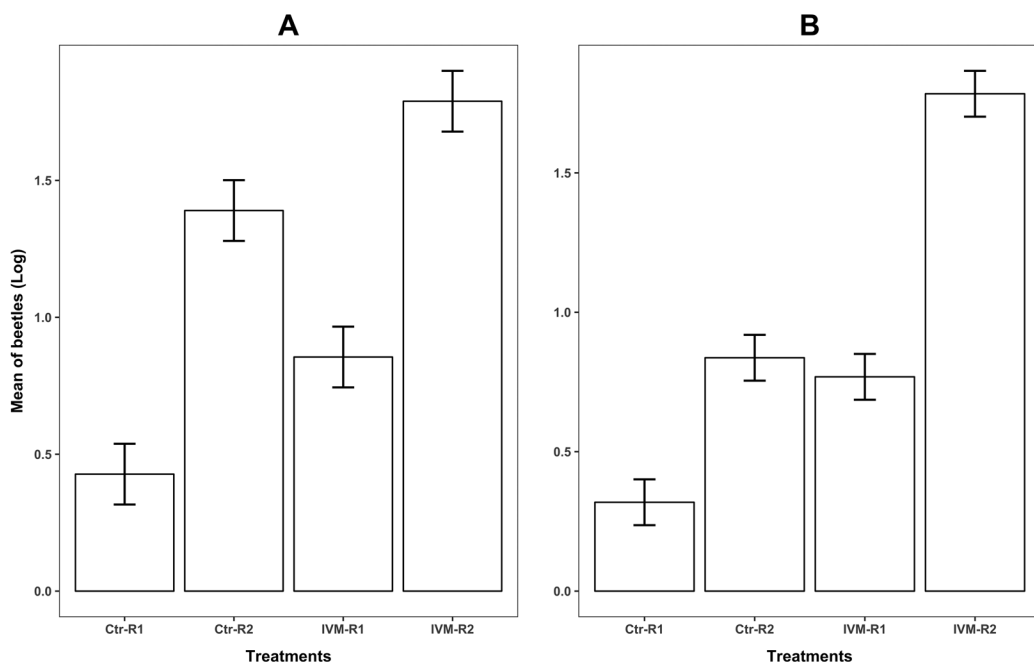 A
B
Mean of beetles (Log)
1.5
1.0
0.5
0.0
Ctr-R1 Ctr-R2 IVM-R1 IVM-R2
Treatments
1.5
1.0
0.5
0.0
Ctr-R1 Ctr-R2 IVM-R1 IVM-R2
Treatments